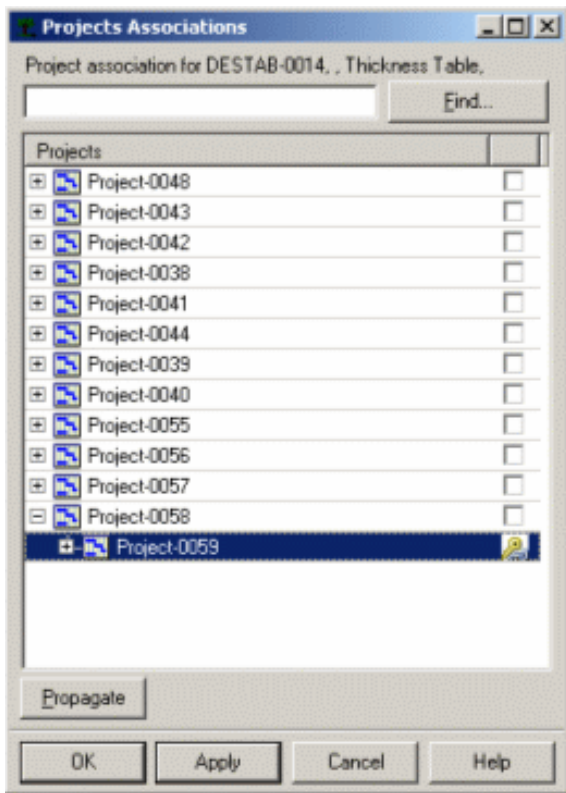 Projects Associations
Project association for DESTAB-0014, , Thickness Table,
Find...
Projects
Project-0048
Project-0043
Project-0042
Project-0038
Project-0041
Project-0044
Project-0039
Project-0040
Project-0055
Project-0056
Project-0057
Project-0058
Project-0059
Propagate
OK Apply Cancel Help